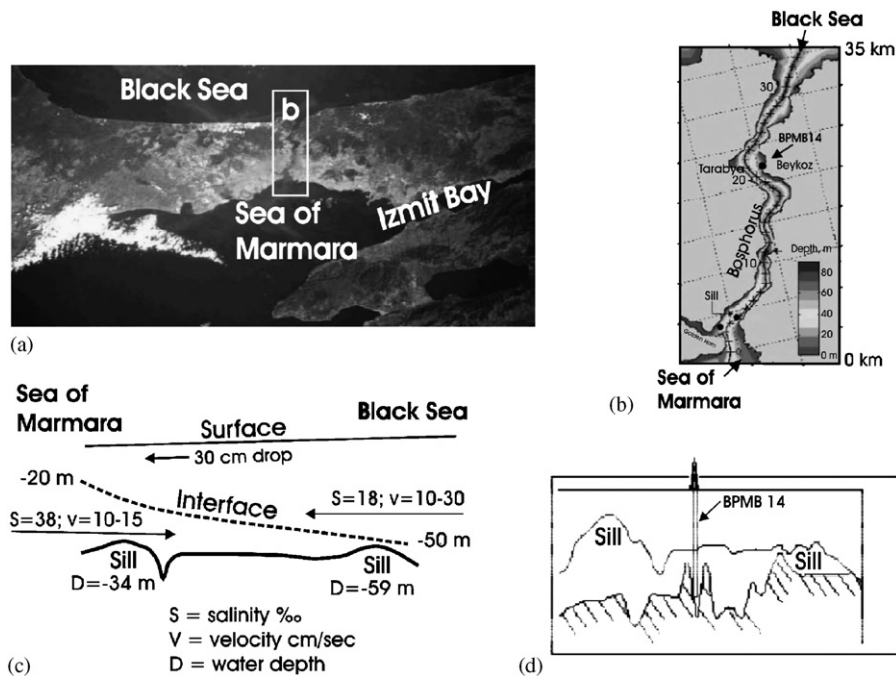 Black Sea
b
Sea of
Marmara
Izmit Bay
(a)
Black Sea
35 km
30
BPMB14
Tarabya
Beykoz
20
Bosphorus
Depth, m
10
80
60
40
20
0 m
Sill
Golden Horn
0
0 km
Sea of
Marmara
(b)
Sea of
Marmara
Black Sea
Surface
30 cm drop
-20 m
Interface
S=18; v=10-30
S=38; v=10-15
-50 m
Sill
D=-34 m
Sill
D=-59 m
S = salinity ‰
V = velocity cm/sec
D = water depth
(c)
BPMB 14
Sill
Sill
(d)